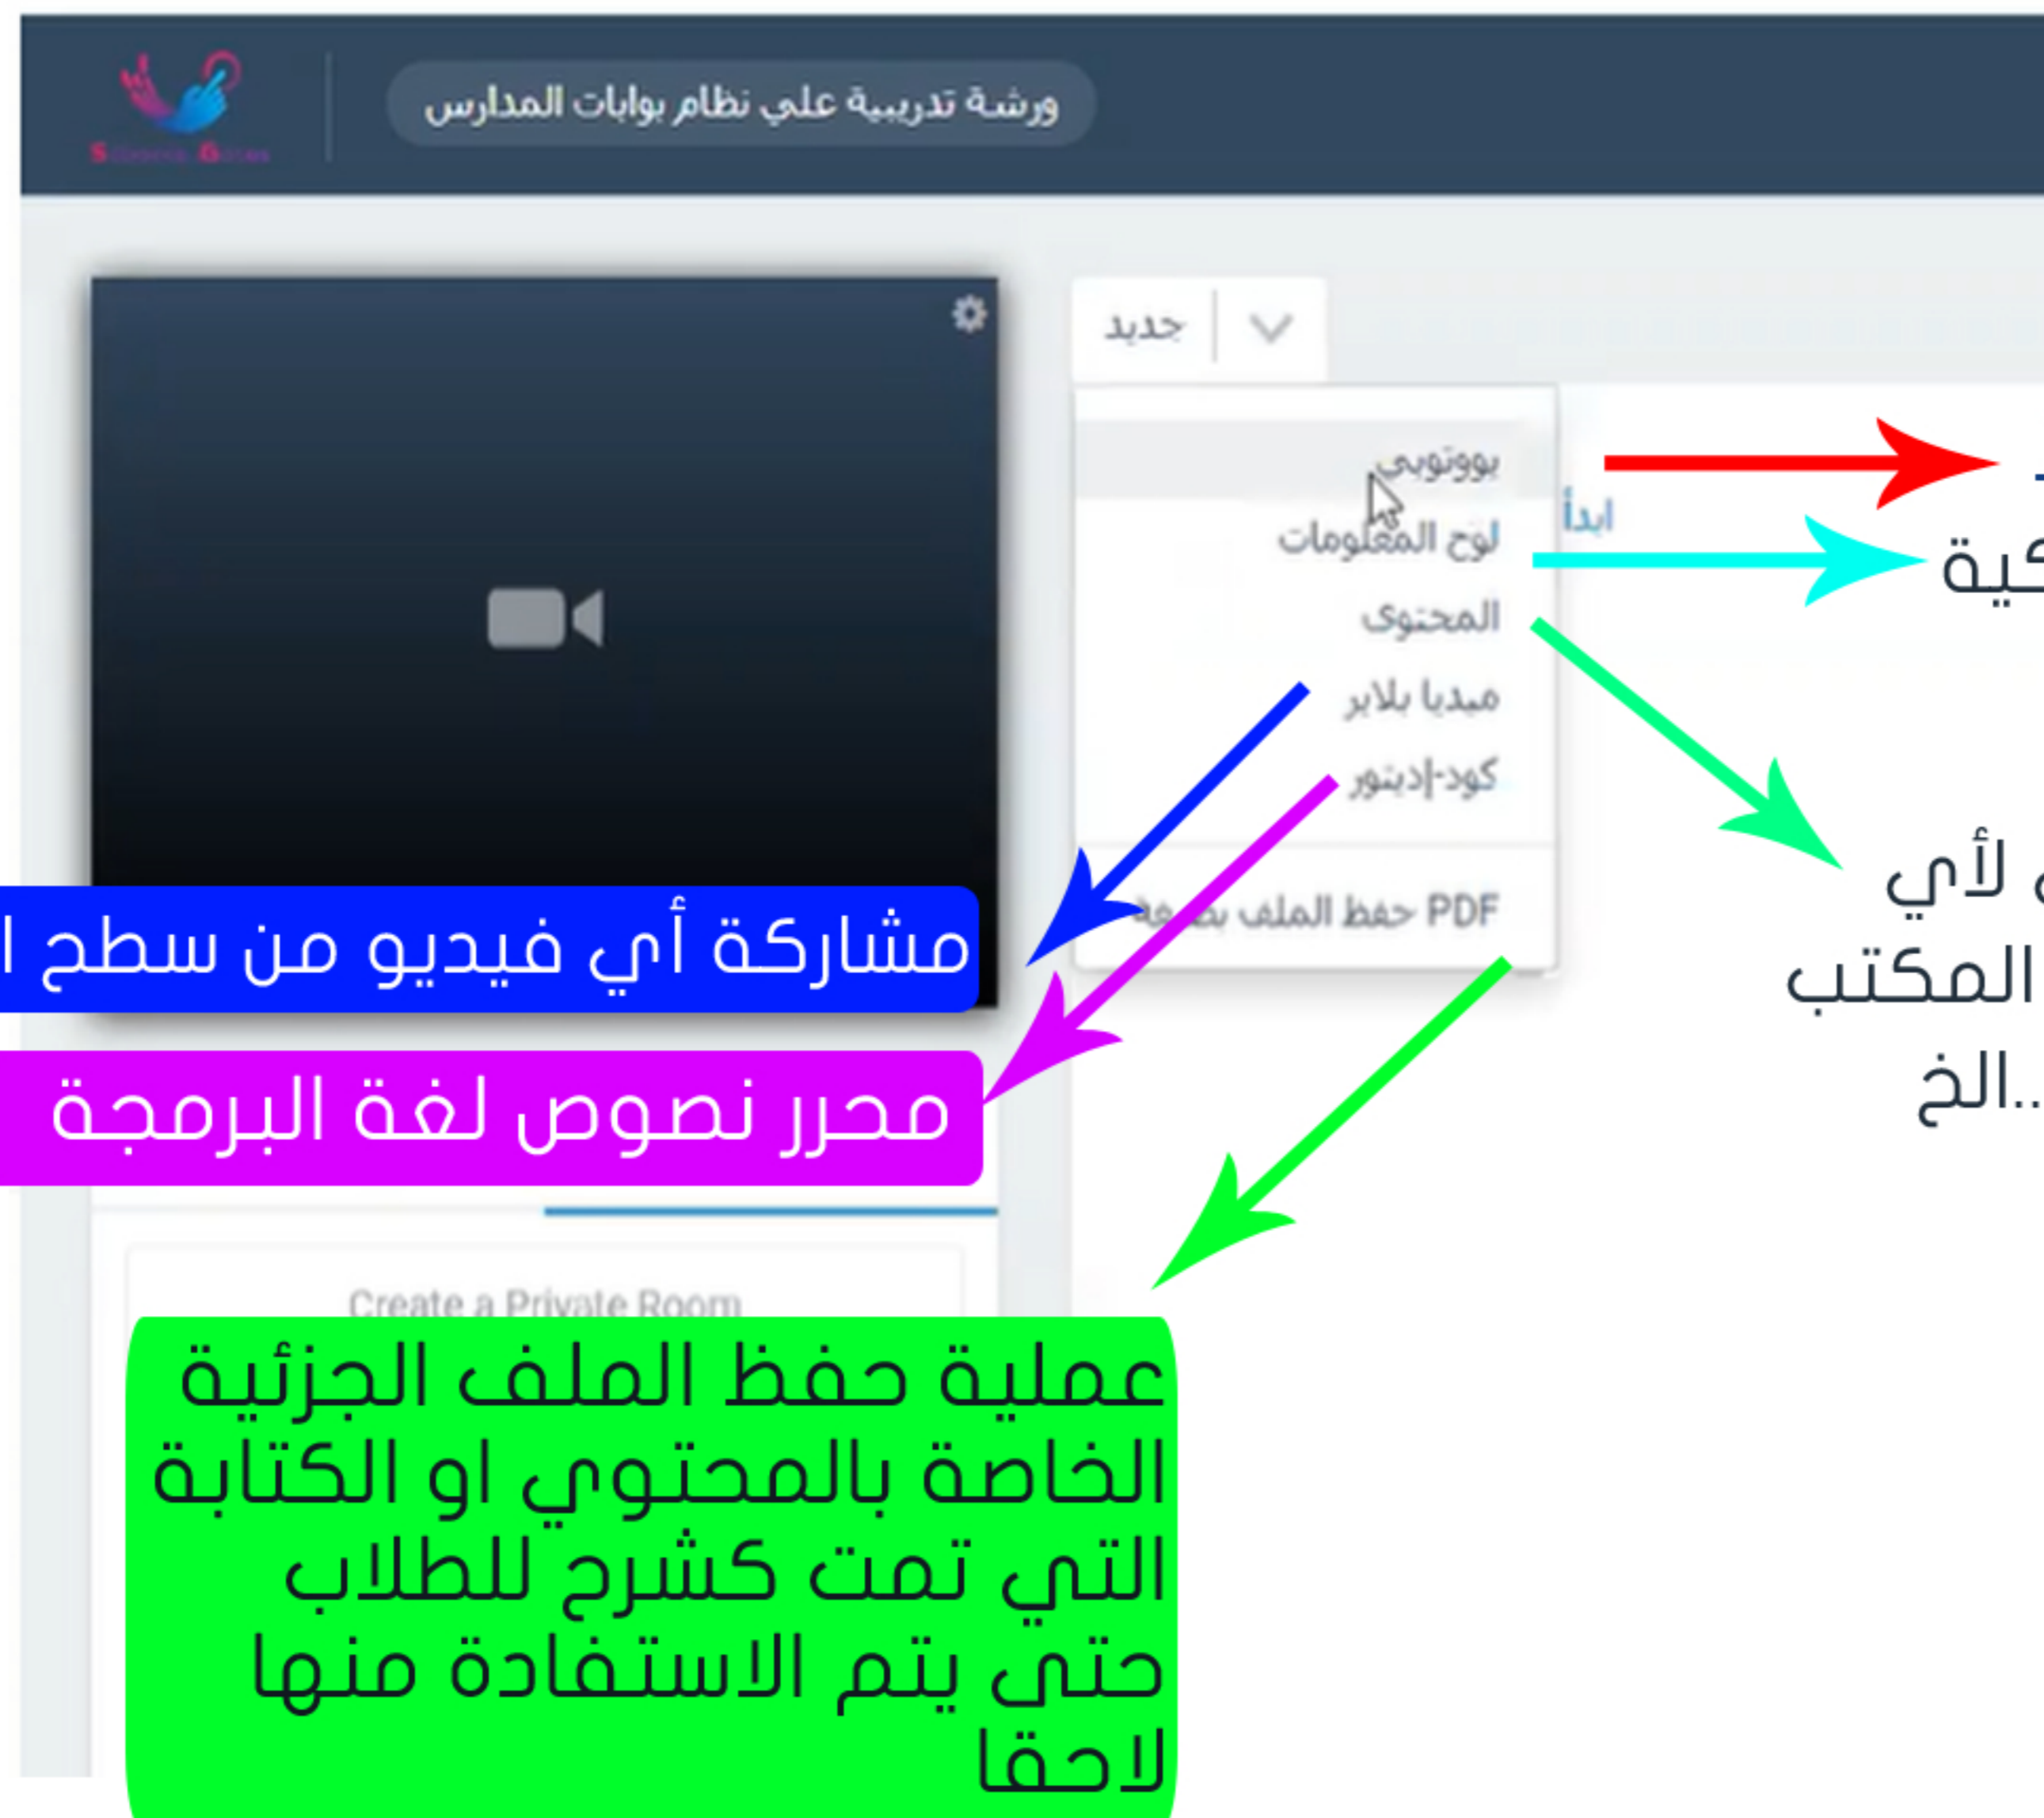 ورشة تدريبية علي نظام بوابات المدارس
جديد
يووتوبي
ابدأ
لوح المعلومات
المحتوى
ميديا بلاير
كود-إديتور
PDF حفظ الملف
لأي
المكتب
..الخ
مشاركة أي فيديو من سطح
محرر نصوص لغة البرمجة
Create a Private Room
عملية حفظ الملف الجزئية
الخاصة بالمحتوي او الكتابة
التي تمت كشرح للطلاب
حتى يتم الاستفادة منها
لاحقا